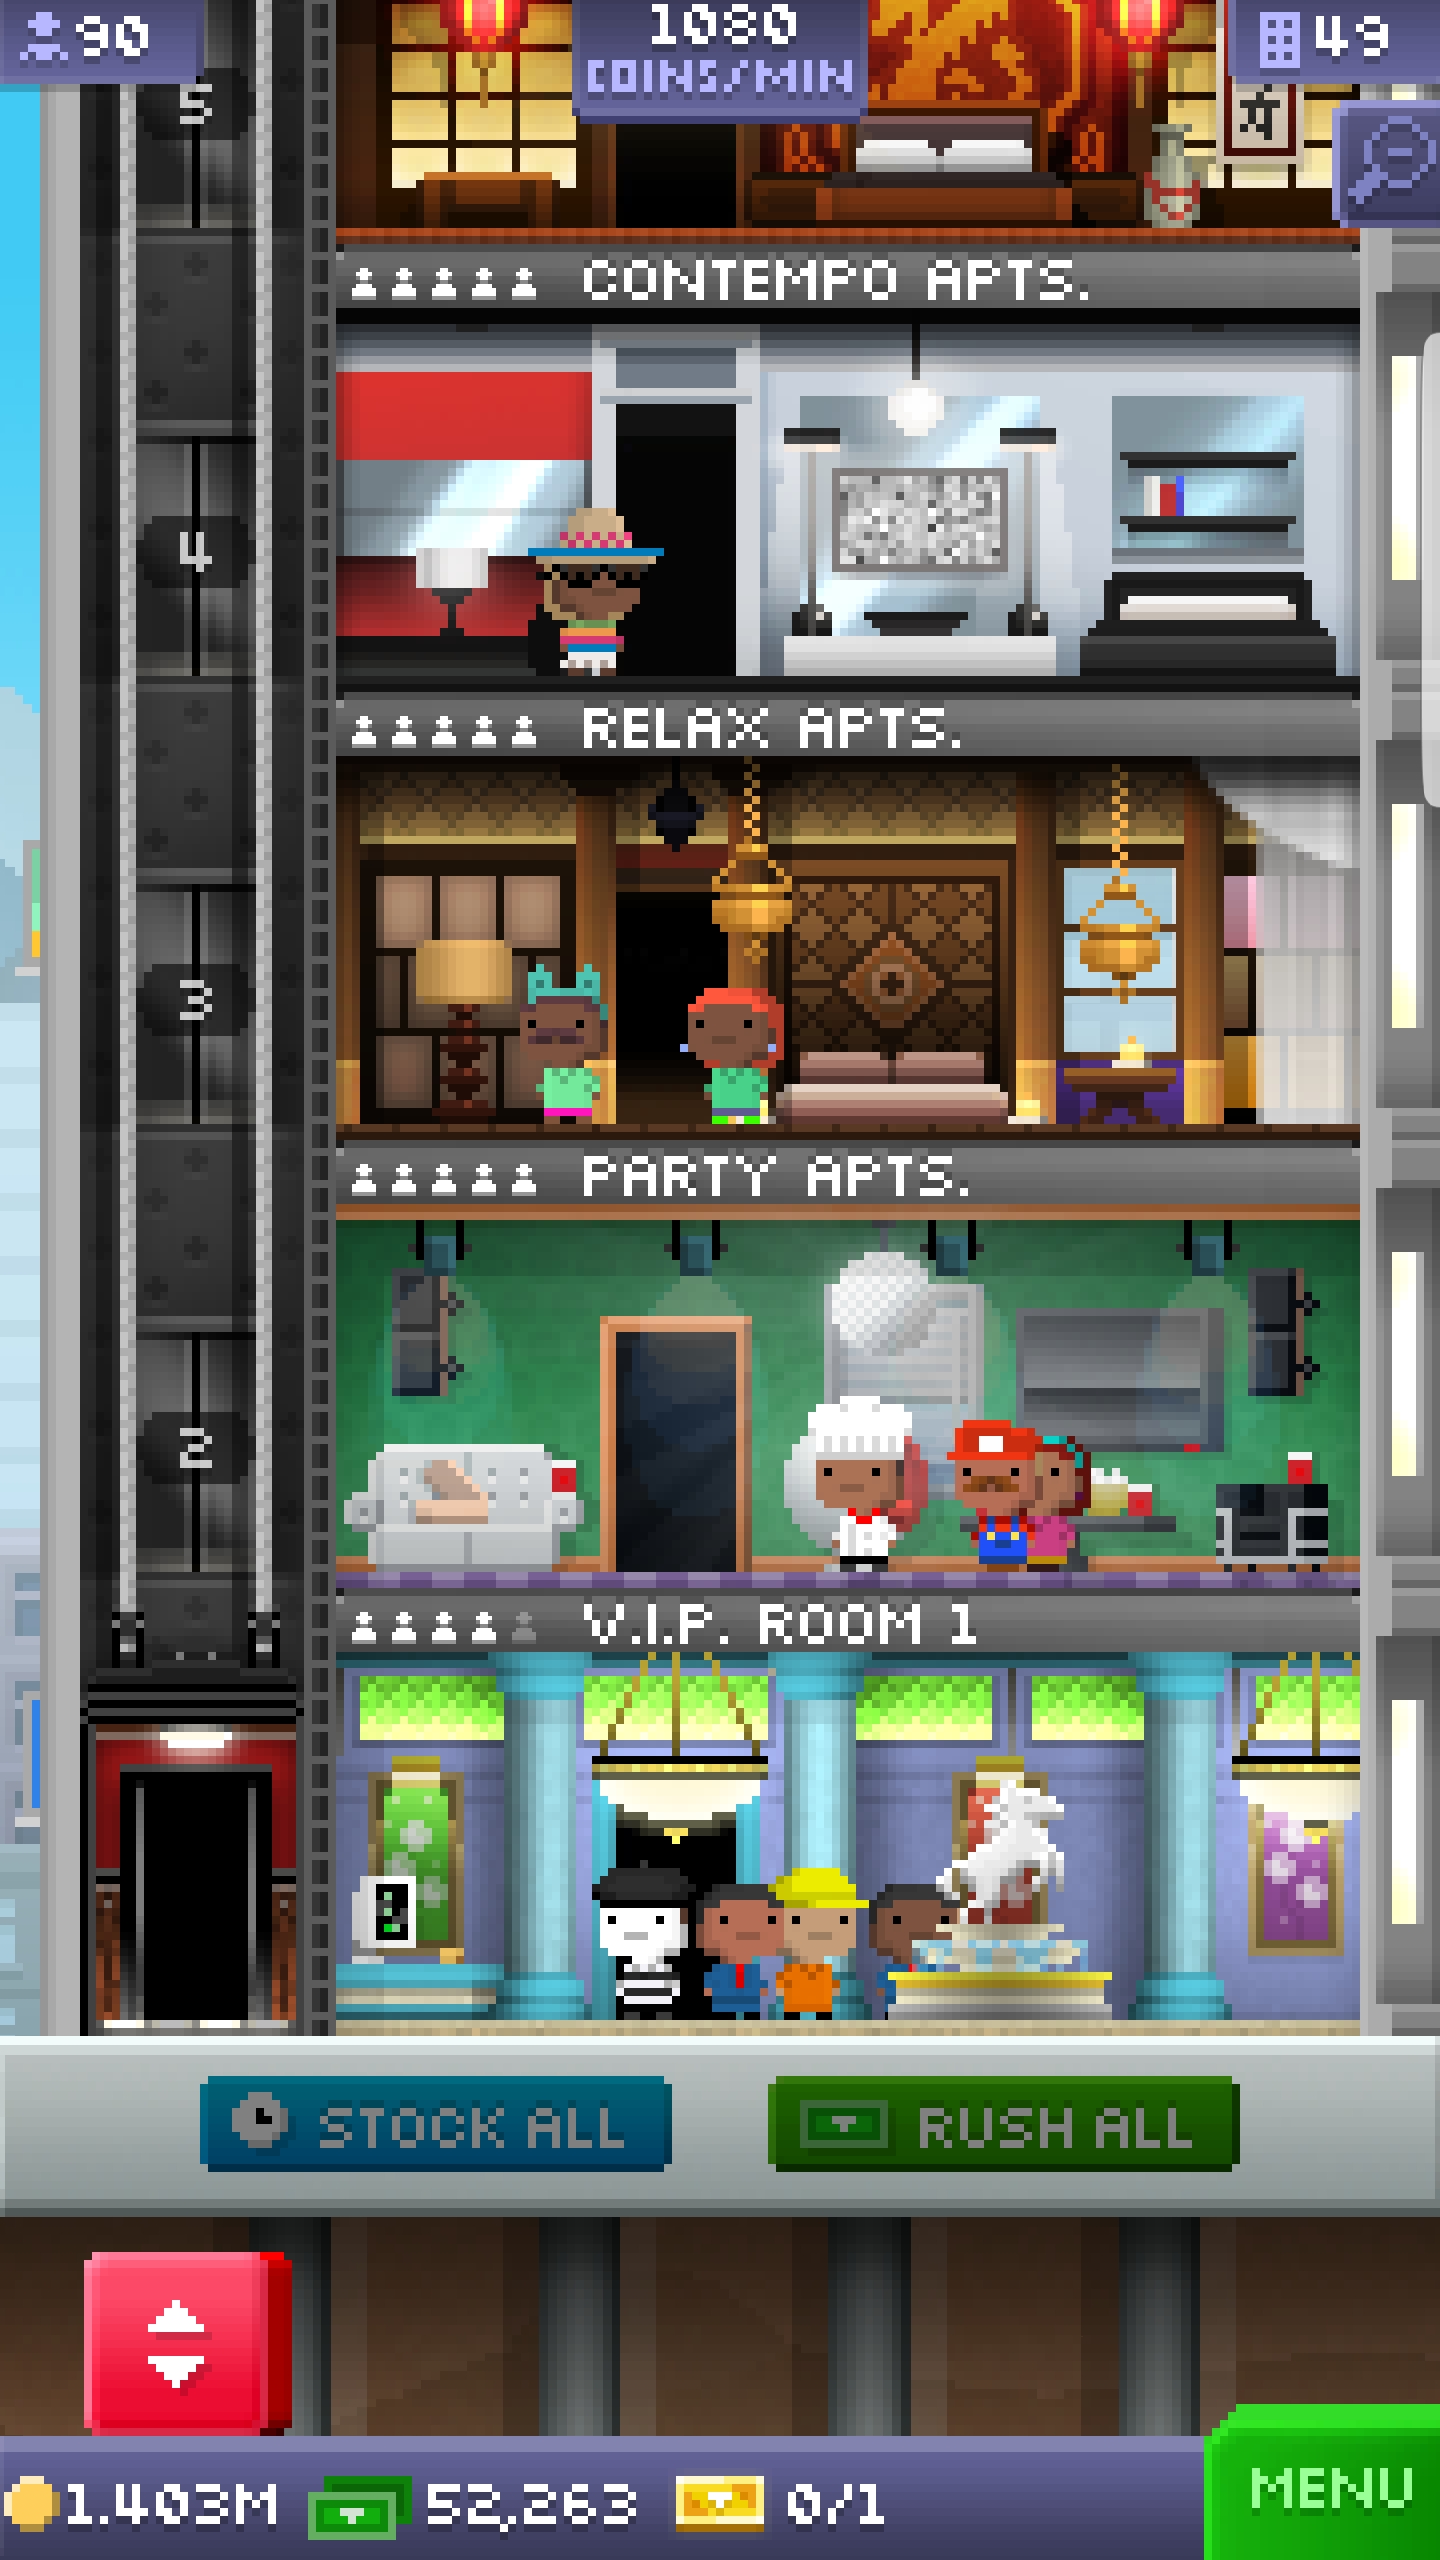 90
1080
COINS/MIN
49
5
CONTEMPO APTS.
4
RELAX APTS.
3
PARTY APTS.
2
V.I.P. ROOM 1
STOCK ALL
RUSH ALL
1.403M
52,263
0/1
MENU